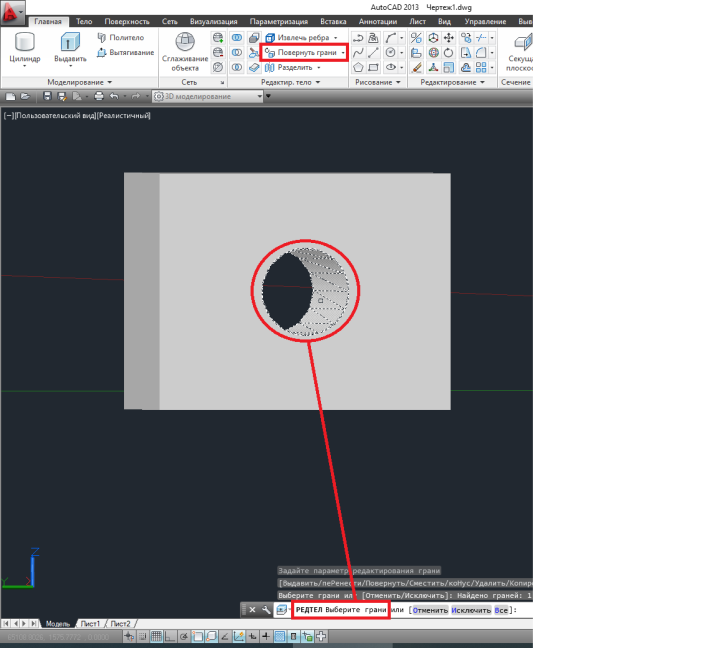 AutoCAD 2013 Чертеж1.dwg
Главная Тело Поверхность Сеть Визуализация Параметризация Вставка Аннотации Лист Вид Управление Выв
Цилиндр Выдавить Политело Сглаживание объекта Извлечь ребра Секущ плоско
Вытягивание Повернуть грани
Разделить
Моделирование Сеть Редактир. тело Рисование Редактирование Сечение
3D моделирование
[−][Пользовательский вид][Реалистичный]
Z
Y
Задайте параметр редактирования грани
[Выдавить/пеРенести/Повернуть/Сместить/коНус/Удалить/Копиро
Выберите грани или [Отменить/Исключить]: Найдено граней: 1
РЕДТЕЛ Выберите грани или [Отменить Исключить Все]:
Модель Лист1 Лист2